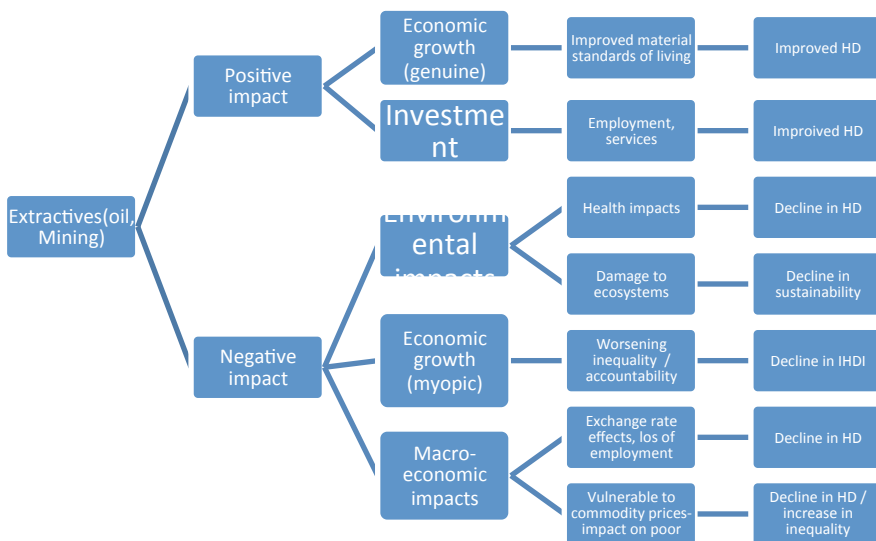 Extractives(oil,
Mining)
Positive
impact
Economic
growth
(genuine)
Improved material
standards of living
Improved HD
Investme
nt
Employment,
services
Improived HD
Negative
impact
Environm
ental
impacts
Health impacts
Decline in HD
Damage to
ecosystems
Decline in
sustainability
Economic
growth
(myopic)
Worsening
inequality /
accountability
Decline in IHDI
Macro-
economic
impacts
Exchange rate
effects, los of
employment
Decline in HD
Vulnerable to
commodity prices-
impact on poor
Decline in HD /
increase in
inequality